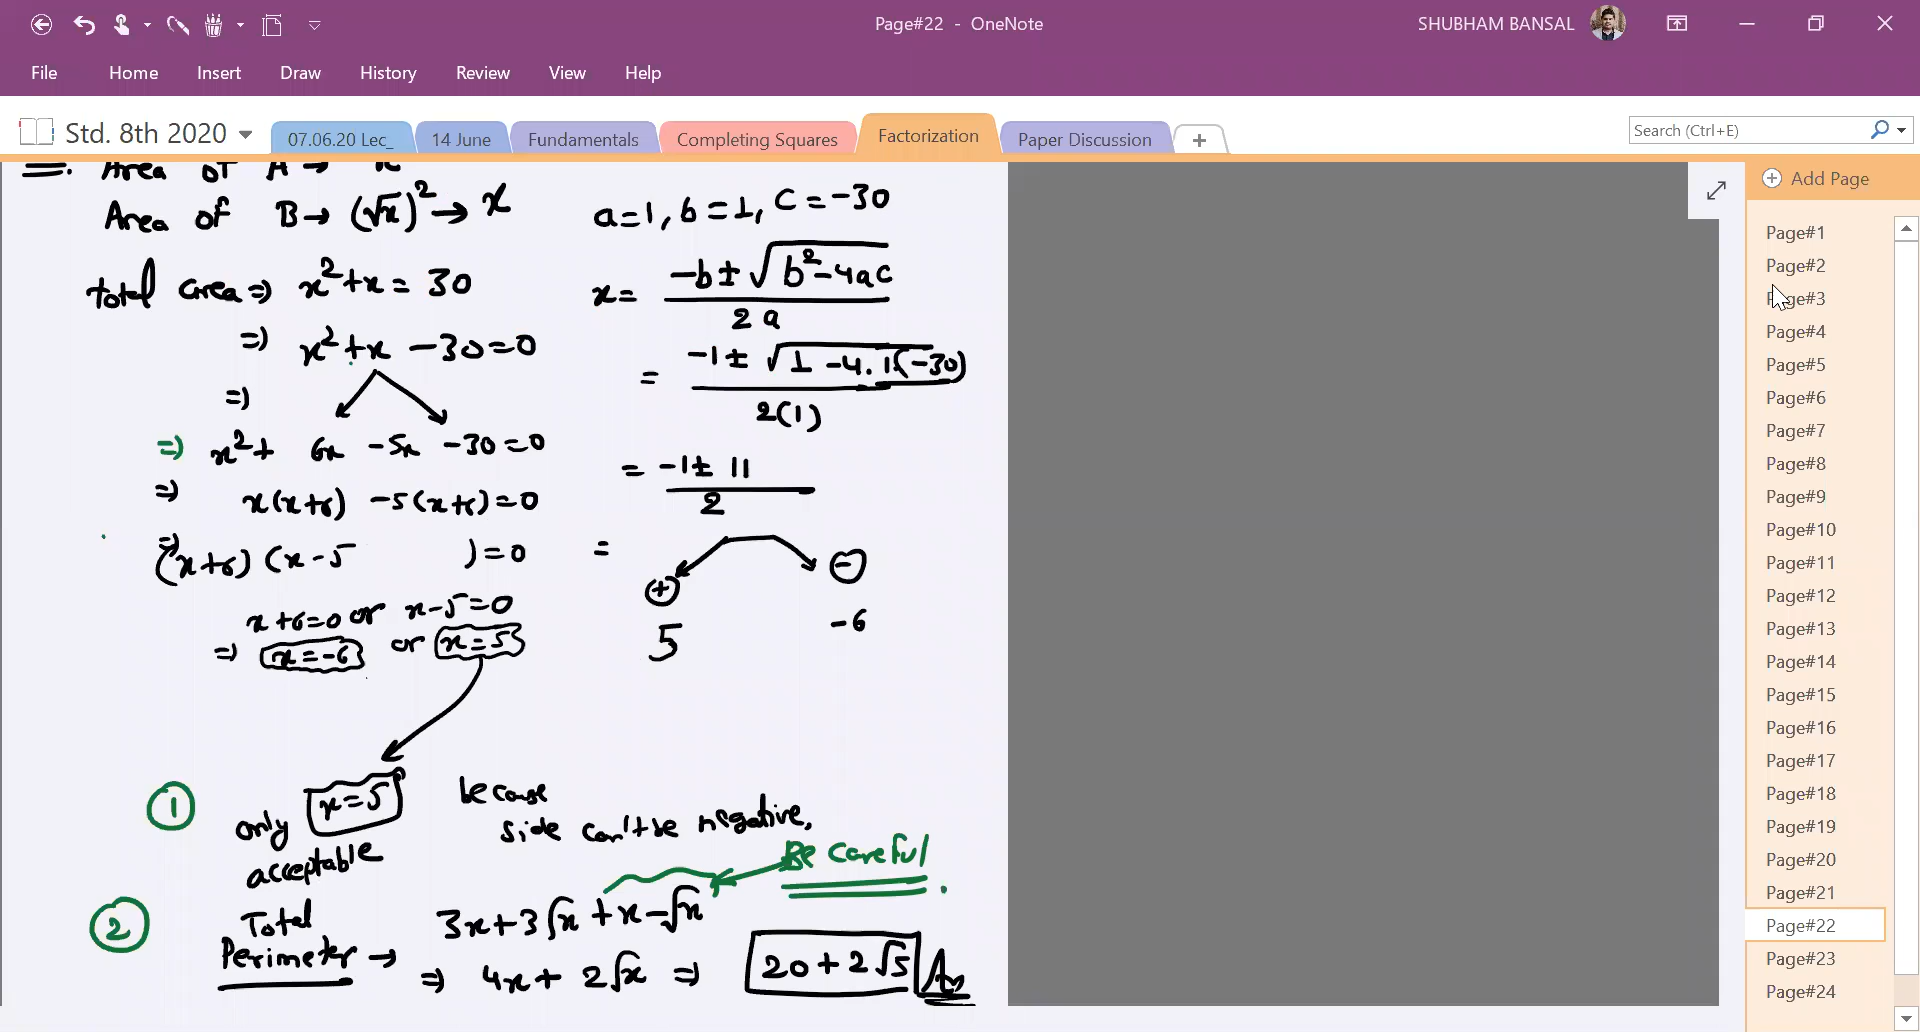 Page#22 - OneNote
SHUBHAM BANSAL
File Home Insert Draw History Review View Help
Std. 8th 2020
07.06.20 Lec_
14 June
Fundamentals
Completing Squares
Factorization
Paper Discussion
+
Search (Ctrl+E)
Area of A →
Area of B → (√x)² → x
total area => x²+x = 30
=> x²+x -30=0
=>
=> x²+ 6x -5x -30=0
=> x(x+6) -5(x+6)=0
=> (x+6) (x-5 )=0
x+6=0 or x-5=0
=> x=-6 or x=5
a=1, b=1, c=-30
x= -b± √b²-4ac
2a
= -1± √1-4.1(-30)
2(1)
= -1± 11
2
=
+ -
5 -6
1 only x=5 because
acceptable side can't be negative,
Be careful
2 Total 3x+3√x +x-√x
Perimeter → => 4x+ 2√x => 20+2√5 Ans
Add Page
Page#1
Page#2
Page#3
Page#4
Page#5
Page#6
Page#7
Page#8
Page#9
Page#10
Page#11
Page#12
Page#13
Page#14
Page#15
Page#16
Page#17
Page#18
Page#19
Page#20
Page#21
Page#22
Page#23
Page#24